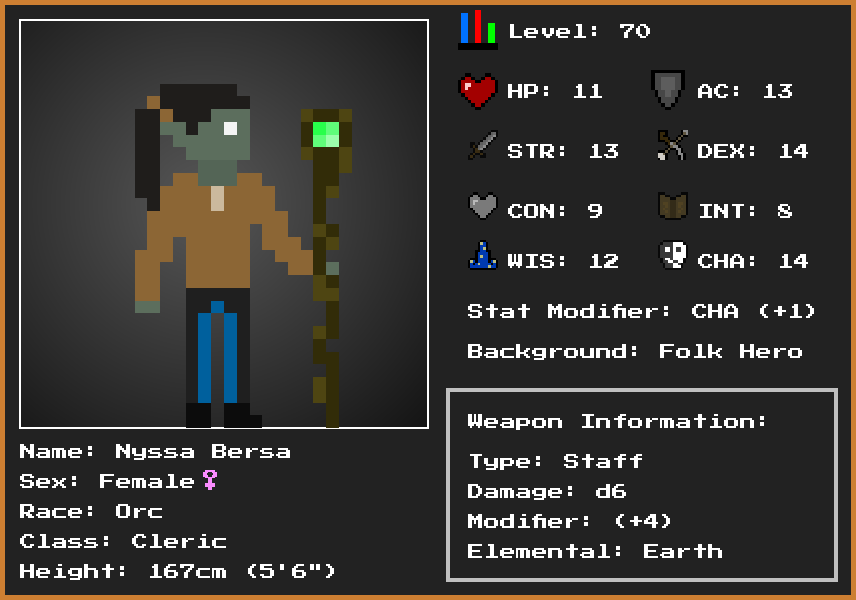 Level: 70
HP: 11 AC: 13
STR: 13 DEX: 14
CON: 9 INT: 8
WIS: 12 CHA: 14
Stat Modifier: CHA (+1)
Background: Folk Hero
Weapon Information:
Type: Staff
Damage: d6
Modifier: (+4)
Elemental: Earth
Name: Nyssa Bersa
Sex: Female♀
Race: Orc
Class: Cleric
Height: 167cm (5'6")